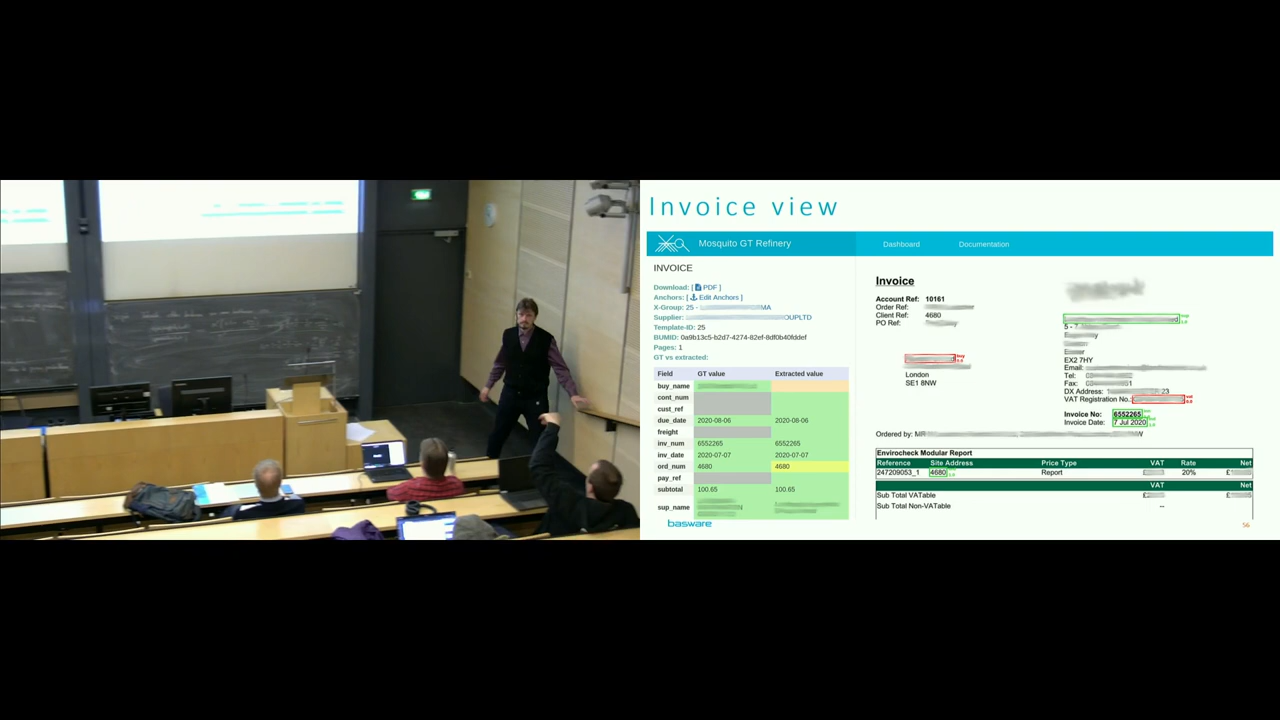 Invoice view
Mosquito GT Refinery
Dashboard
Documentation
INVOICE
Download: [ PDF ]
Anchors: [ Edit Anchors ]
X-Group: 25 - MA
Supplier: OUPLTD
Template-ID: 25
BUMID: 0a9b13c5-b2d7-4274-82ef-8df0b40fddef
Pages: 1
GT vs extracted:
Field GT value Extracted value
buy_name
cont_num
cust_ref
due_date 2020-08-06 2020-08-06
freight
inv_num 6552265 6552265
inv_date 2020-07-07 2020-07-07
ord_num 4680 4680
pay_ref
subtotal 100.65 100.65
sup_name
basware
Invoice
Account Ref: 10161
Order Ref:
Client Ref: 4680
PO Ref:
London
SE1 8NW
5 -
EX2 7HY
Email:
Tel:
Fax: 1
DX Address: 23
VAT Registration No.:
Invoice No: 6552265
Invoice Date: 7 Jul 2020
Ordered by: MR W
Envirocheck Modular Report
Reference Site Address Price Type VAT Rate Net
247209053_1 4680 Report £ 20% £
VAT Net
Sub Total VATable £ £
Sub Total Non-VATable --
56